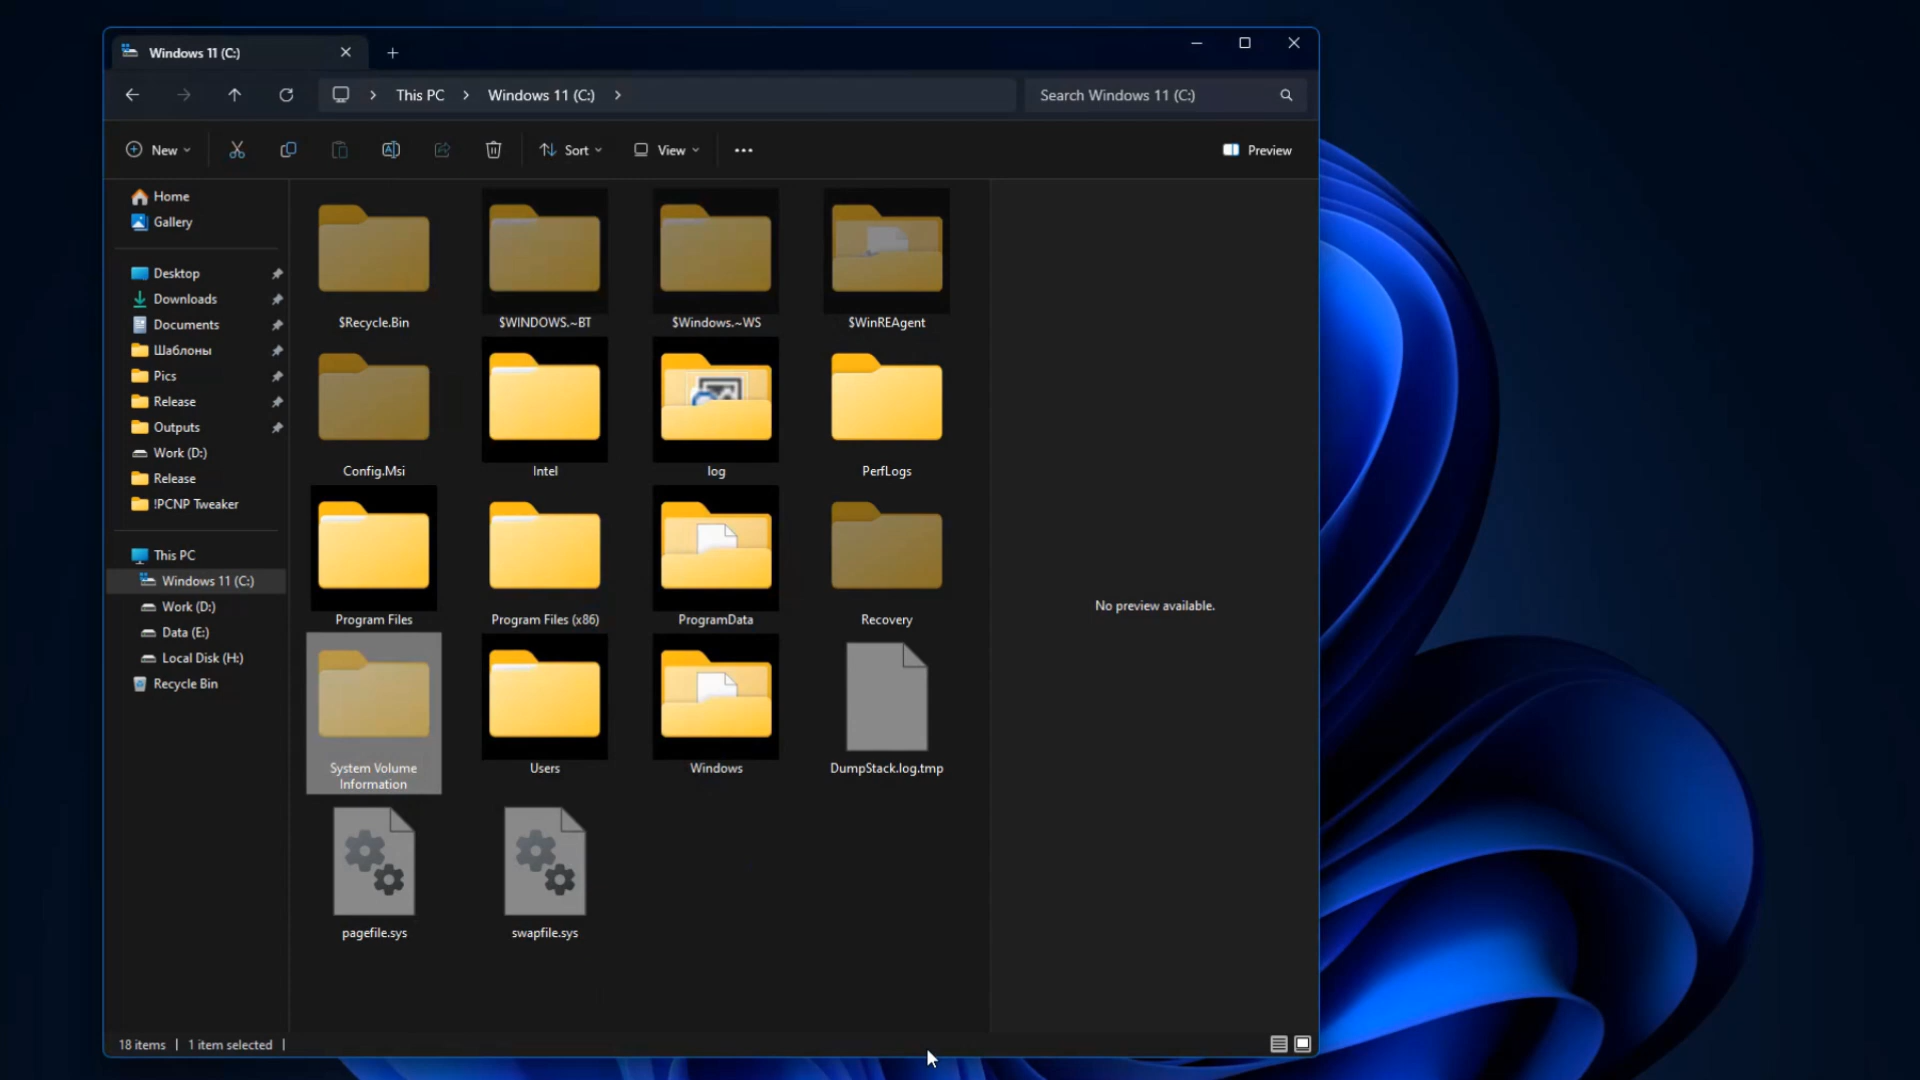 Windows 11 (C:)
This PC
Windows 11 (C:)
Search Windows 11 (C:)
New
Sort
View
Preview
Home
Gallery
Desktop
Downloads
Documents
Шаблоны
Pics
Release
Outputs
Work (D:)
Release
!PCNP Tweaker
This PC
Windows 11 (C:)
Work (D:)
Data (E:)
Local Disk (H:)
Recycle Bin
$Recycle.Bin
$WINDOWS.~BT
$Windows.~WS
$WinREAgent
Config.Msi
Intel
log
PerfLogs
Program Files
Program Files (x86)
ProgramData
Recovery
System Volume
Information
Users
Windows
DumpStack.log.tmp
pagefile.sys
swapfile.sys
No preview available.
18 items
1 item selected